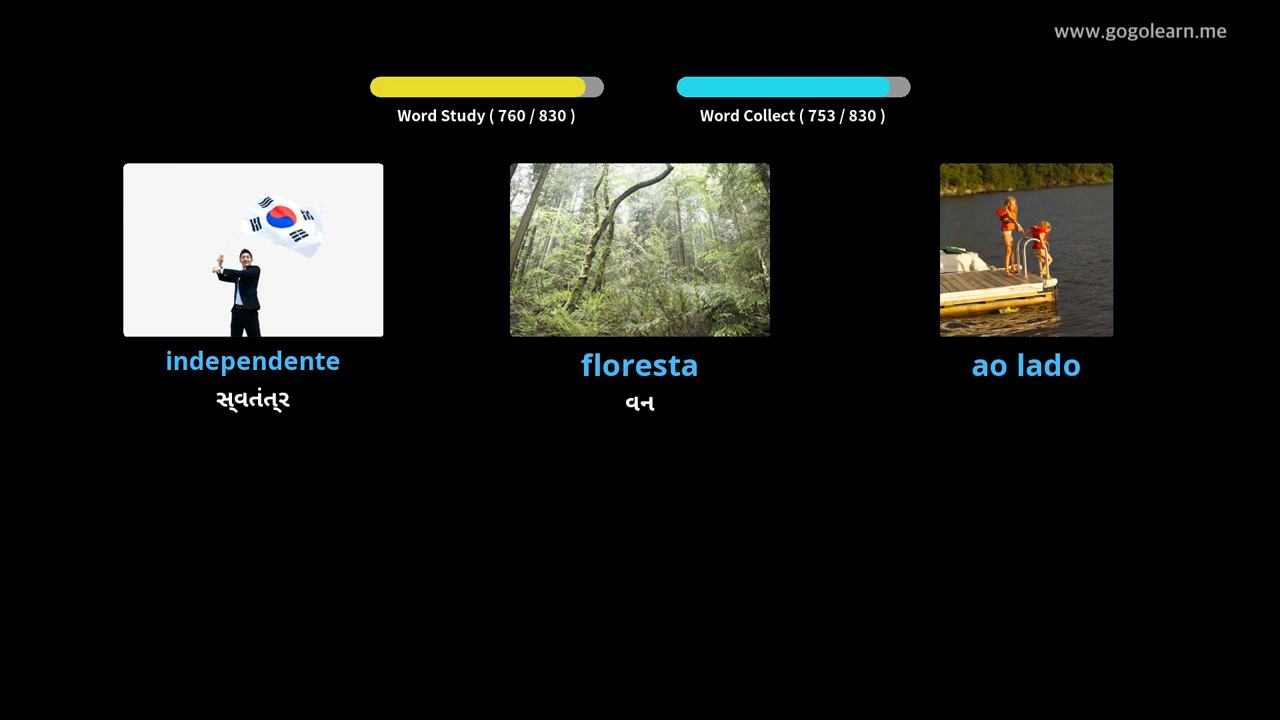 www.gogolearn.me
Word Study ( 760 / 830 )
Word Collect ( 753 / 830 )
independente
સ્વતંત્ર
floresta
વન
ao lado